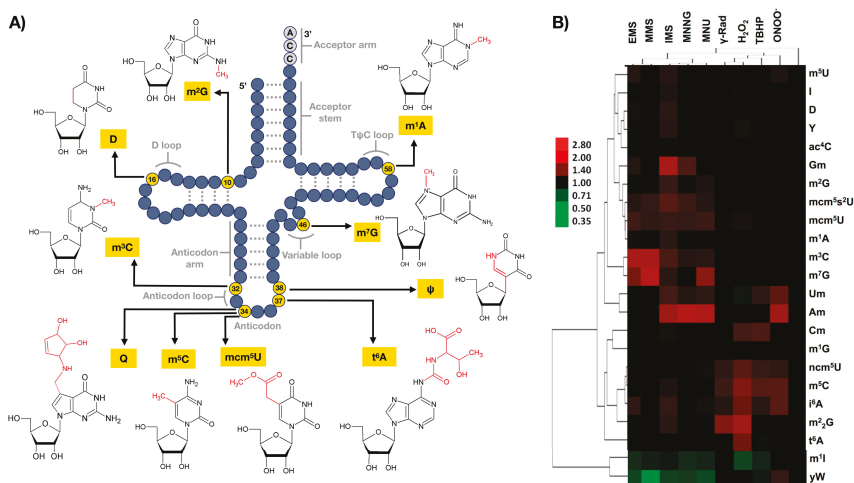 A)
A 3'
C
C
Acceptor arm
5'
Acceptor stem
m²G
D
D loop
16
10
TψC loop
58
m¹A
46
m⁷G
Variable loop
m³C
Anticodon arm
Anticodon loop
32
38
37
34
Anticodon
ψ
Q
m⁵C
mcm⁵U
t⁶A
B)
EMS
MMS
IMS
MNNG
MNU
γ-Rad
H₂O₂
TBHP
ONOO⁻
2.80
2.00
1.40
1.00
0.71
0.50
0.35
m⁵U
I
D
Y
ac⁴C
Gm
m²G
mcm⁵s²U
mcm⁵U
m¹A
m³C
m⁷G
Um
Am
Cm
m¹G
ncm⁵U
m⁵C
i⁶A
m²₂G
t⁶A
m¹I
yW